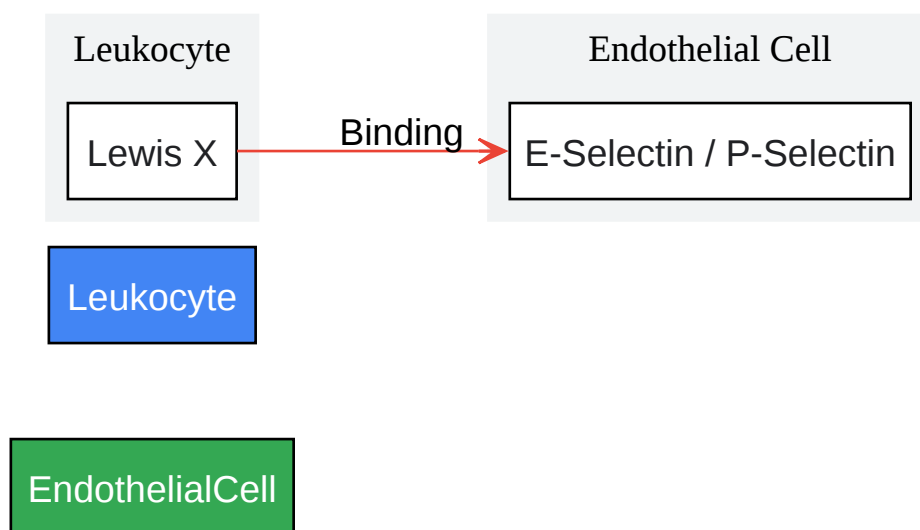 Leukocyte
Endothelial Cell
Lewis X
Binding
E-Selectin / P-Selectin
Leukocyte
EndothelialCell